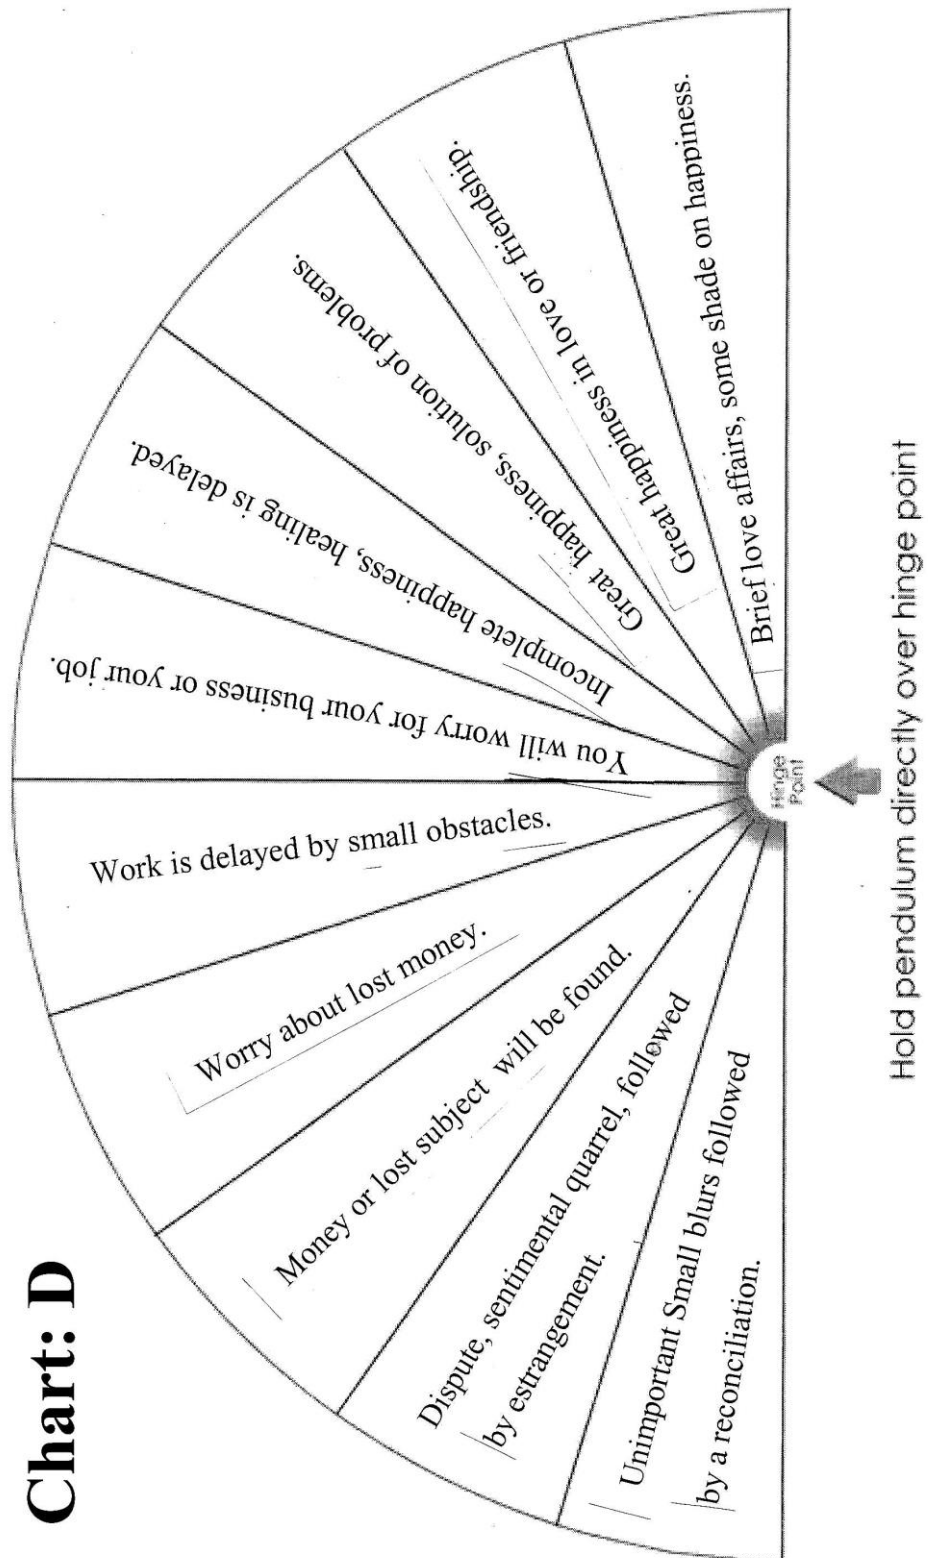 Chart: D
Unimportant Small blurs followed
by a reconciliation.
Dispute, sentimental quarrel, followed
by estrangement.
Money or lost subject will be found.
Worry about lost money.
Work is delayed by small obstacles.
You will worry for your business or your job.
Incomplete happiness, healing is delayed.
Great happiness, solution of problems.
Great happiness in love or friendship.
Brief love affairs, some shade on happiness.
Hinge
Point
Hold pendulum directly over hinge point